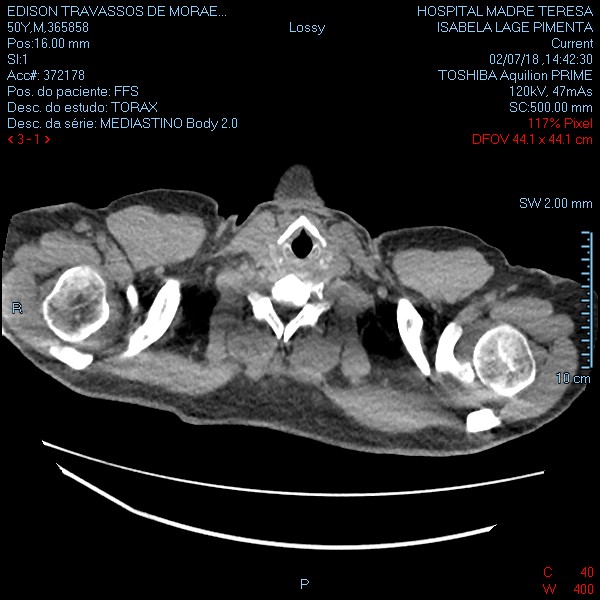 EDISON TRAVASSOS DE MORAE...
50Y,M,365858
Pos:16.00 mm
SI:1
Acc#: 372178
Pos. do paciente: FFS
Desc. do estudo: TORAX
Desc. da série: MEDIASTINO Body 2.0
< 3 - 1 >
Lossy
HOSPITAL MADRE TERESA
ISABELA LAGE PIMENTA
Current
02/07/18 ,14:42:30
TOSHIBA Aquilion PRIME
120kV, 47mAs
SC:500.00 mm
117% Pixel
DFOV 44.1 x 44.1 cm
SW 2.00 mm
R
10 cm
P
C 40
W 400